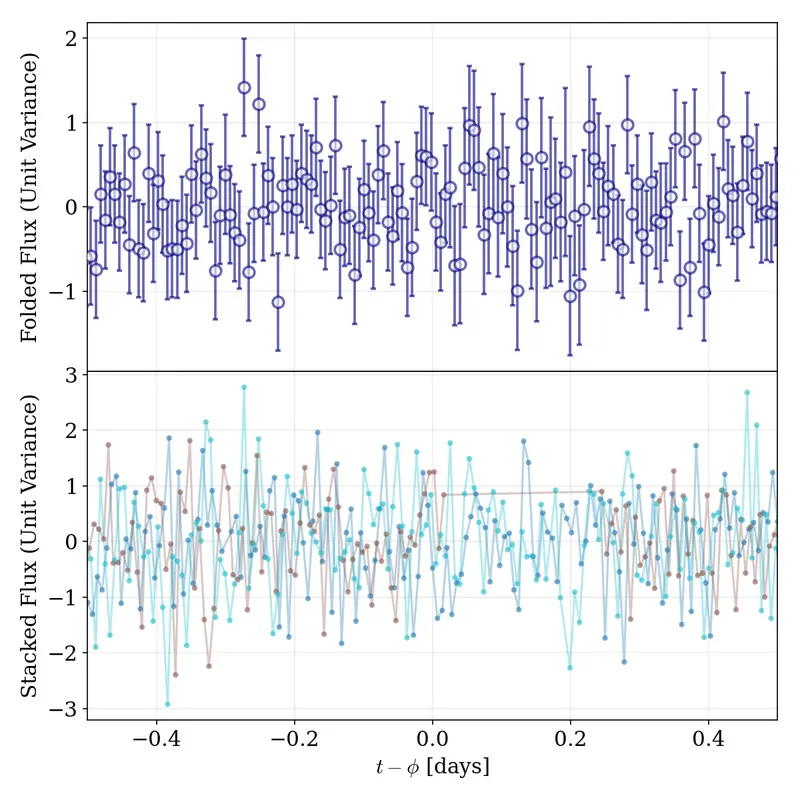 Folded Flux (Unit Variance)
2
1
0
−1
Stacked Flux (Unit Variance)
3
2
1
0
−1
−2
−3
−0.4 −0.2 0.0 0.2 0.4
t − ϕ [days]